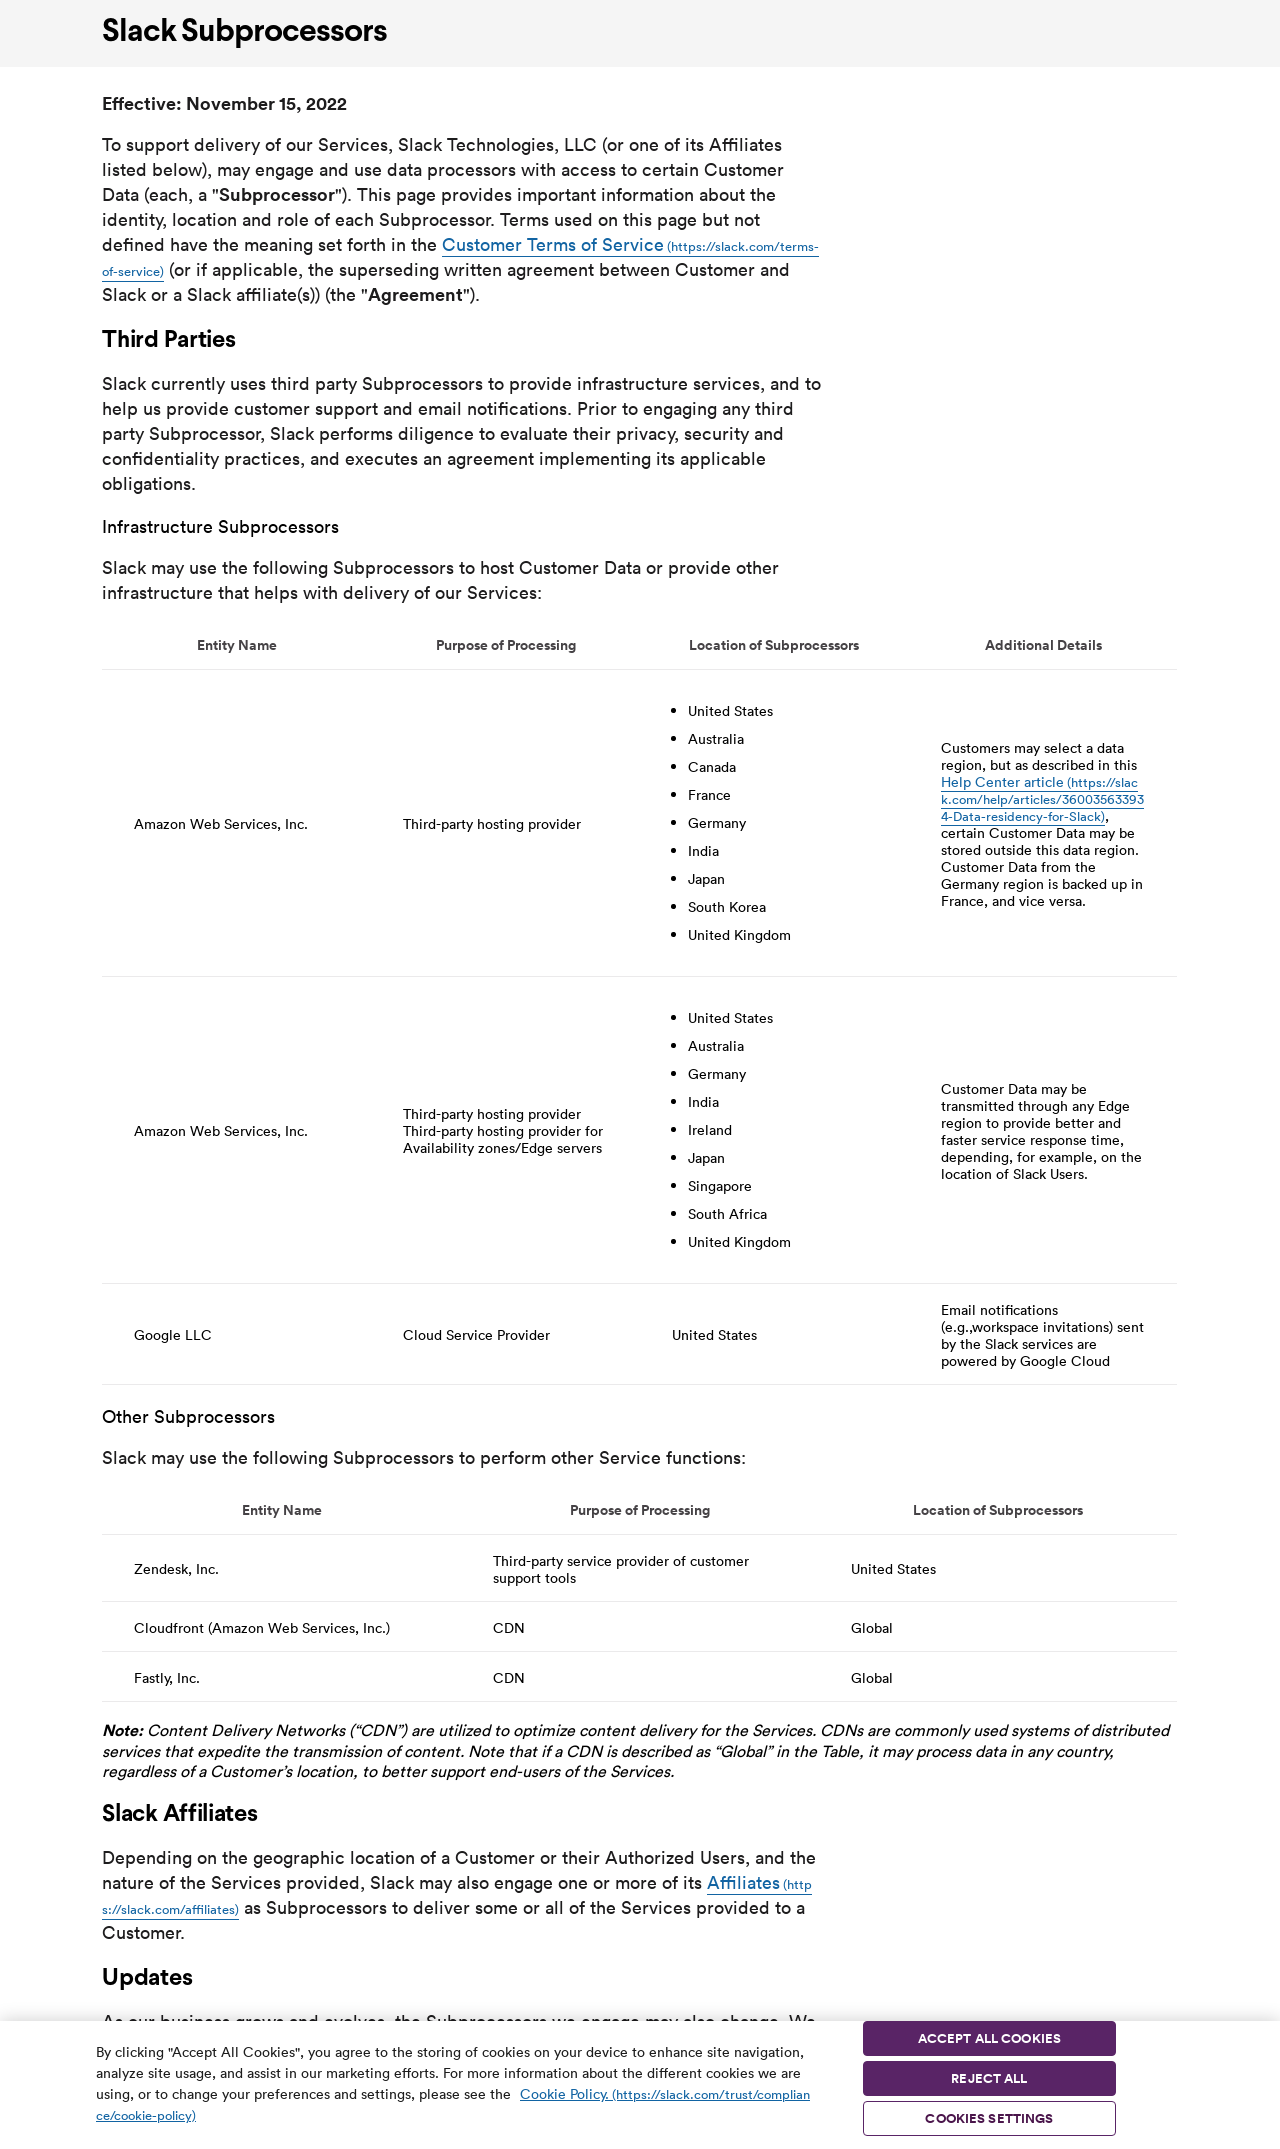 Slack Subprocessors
Effective: November 15, 2022
To support delivery of our Services, Slack Technologies, LLC (or one of its Affiliates
listed below), may engage and use data processors with access to certain Customer
Data (each, a "Subprocessor"). This page provides important information about the
identity, location and role of each Subprocessor. Terms used on this page but not
defined have the meaning set forth in the Customer Terms of Service (https://slack.com/terms-
of-service) (or if applicable, the superseding written agreement between Customer and
Slack or a Slack affiliate(s)) (the "Agreement").
Third Parties
Slack currently uses third party Subprocessors to provide infrastructure services, and to
help us provide customer support and email notifications. Prior to engaging any third
party Subprocessor, Slack performs diligence to evaluate their privacy, security and
confidentiality practices, and executes an agreement implementing its applicable
obligations.
Infrastructure Subprocessors
Slack may use the following Subprocessors to host Customer Data or provide other
infrastructure that helps with delivery of our Services:
Entity Name Purpose of Processing Location of Subprocessors Additional Details
Amazon Web Services, Inc.
Third-party hosting provider
• United States
• Australia
• Canada
• France
• Germany
• India
• Japan
• South Korea
• United Kingdom
Customers may select a data
region, but as described in this
Help Center article (https://slac
k.com/help/articles/36003563393
4-Data-residency-for-Slack),
certain Customer Data may be
stored outside this data region.
Customer Data from the
Germany region is backed up in
France, and vice versa.
Amazon Web Services, Inc.
Third-party hosting provider
Third-party hosting provider for
Availability zones/Edge servers
• United States
• Australia
• Germany
• India
• Ireland
• Japan
• Singapore
• South Africa
• United Kingdom
Customer Data may be
transmitted through any Edge
region to provide better and
faster service response time,
depending, for example, on the
location of Slack Users.
Google LLC
Cloud Service Provider
United States
Email notifications
(e.g.,workspace invitations) sent
by the Slack services are
powered by Google Cloud
Other Subprocessors
Slack may use the following Subprocessors to perform other Service functions:
Entity Name Purpose of Processing Location of Subprocessors
Zendesk, Inc.
Third-party service provider of customer
support tools
United States
Cloudfront (Amazon Web Services, Inc.) CDN Global
Fastly, Inc. CDN Global
Note: Content Delivery Networks (“CDN”) are utilized to optimize content delivery for the Services. CDNs are commonly used systems of distributed
services that expedite the transmission of content. Note that if a CDN is described as “Global” in the Table, it may process data in any country,
regardless of a Customer’s location, to better support end-users of the Services.
Slack Affiliates
Depending on the geographic location of a Customer or their Authorized Users, and the
nature of the Services provided, Slack may also engage one or more of its Affiliates (http
s://slack.com/affiliates) as Subprocessors to deliver some or all of the Services provided to a
Customer.
Updates
As our business grows and evolves, the Subprocessors we engage may also change. We
By clicking "Accept All Cookies", you agree to the storing of cookies on your device to enhance site navigation,
analyze site usage, and assist in our marketing efforts. For more information about the different cookies we are
using, or to change your preferences and settings, please see the Cookie Policy. (https://slack.com/trust/complian
ce/cookie-policy)
ACCEPT ALL COOKIES
REJECT ALL
COOKIES SETTINGS